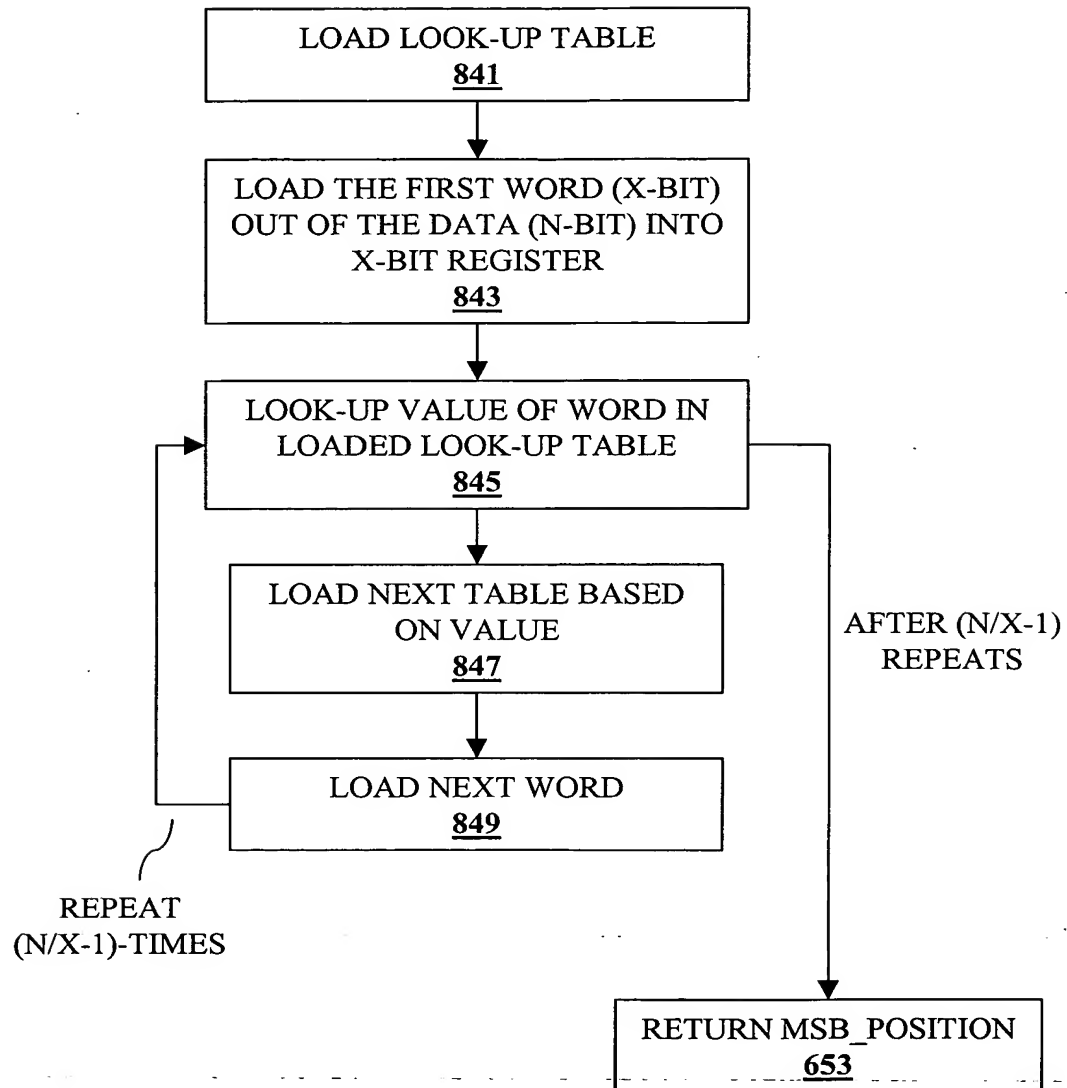 LOAD LOOK-UP TABLE
841
LOAD THE FIRST WORD (X-BIT)
OUT OF THE DATA (N-BIT) INTO
X-BIT REGISTER
843
LOOK-UP VALUE OF WORD IN
LOADED LOOK-UP TABLE
845
LOAD NEXT TABLE BASED
ON VALUE
847
AFTER (N/X-1)
REPEATS
LOAD NEXT WORD
849
REPEAT
(N/X-1)-TIMES
RETURN MSB_POSITION
653